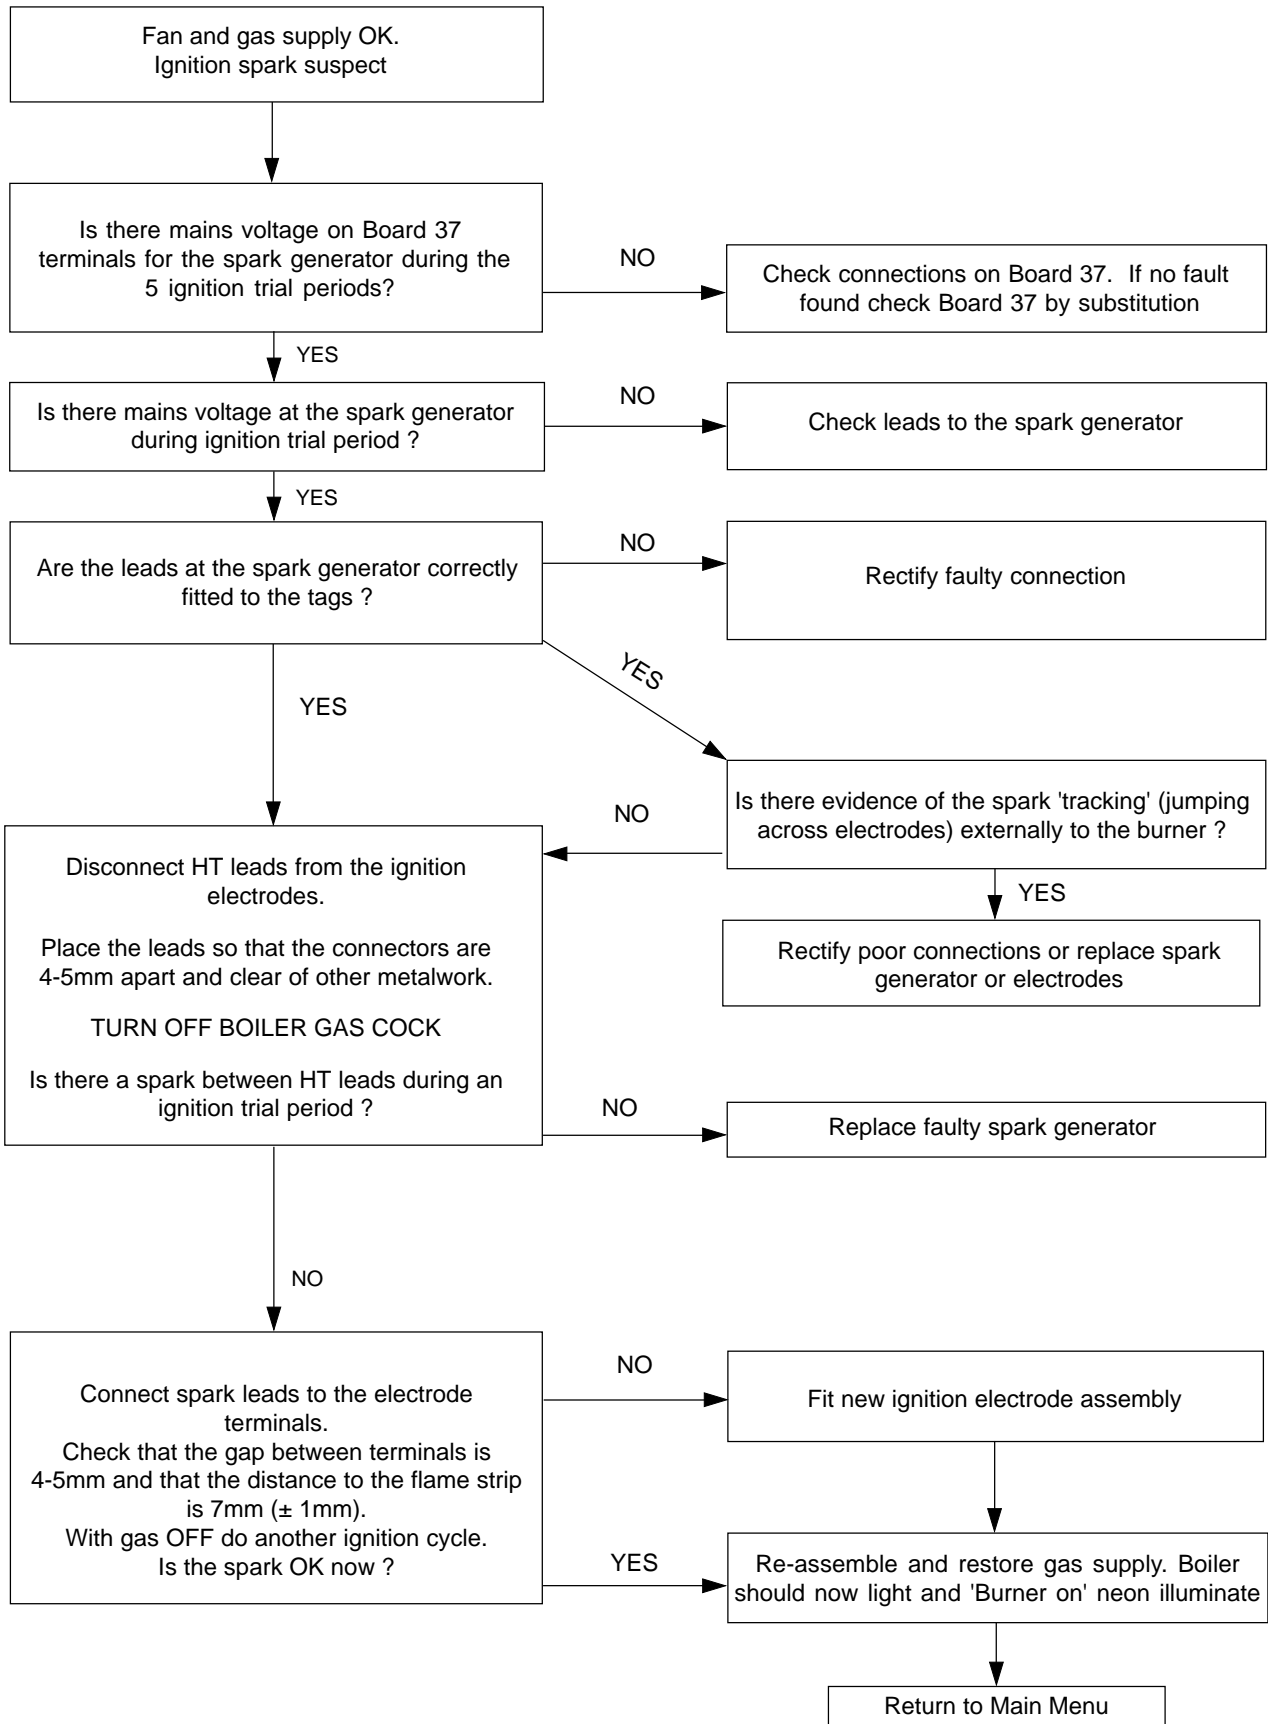 Fan and gas supply OK.
Ignition spark suspect
Is there mains voltage on Board 37
terminals for the spark generator during the
5 ignition trial periods?
NO
Check connections on Board 37. If no fault
found check Board 37 by substitution
YES
Is there mains voltage at the spark generator
during ignition trial period ?
NO
Check leads to the spark generator
YES
Are the leads at the spark generator correctly
fitted to the tags ?
NO
Rectify faulty connection
YES
YES
Is there evidence of the spark 'tracking' (jumping
across electrodes) externally to the burner ?
NO
YES
Rectify poor connections or replace spark
generator or electrodes
Disconnect HT leads from the ignition
electrodes.
Place the leads so that the connectors are
4-5mm apart and clear of other metalwork.
TURN OFF BOILER GAS COCK
Is there a spark between HT leads during an
ignition trial period ?
NO
Replace faulty spark generator
NO
Connect spark leads to the electrode
terminals.
Check that the gap between terminals is
4-5mm and that the distance to the flame strip
is 7mm (± 1mm).
With gas OFF do another ignition cycle.
Is the spark OK now ?
NO
Fit new ignition electrode assembly
YES
Re-assemble and restore gas supply. Boiler
should now light and 'Burner on' neon illuminate
Return to Main Menu